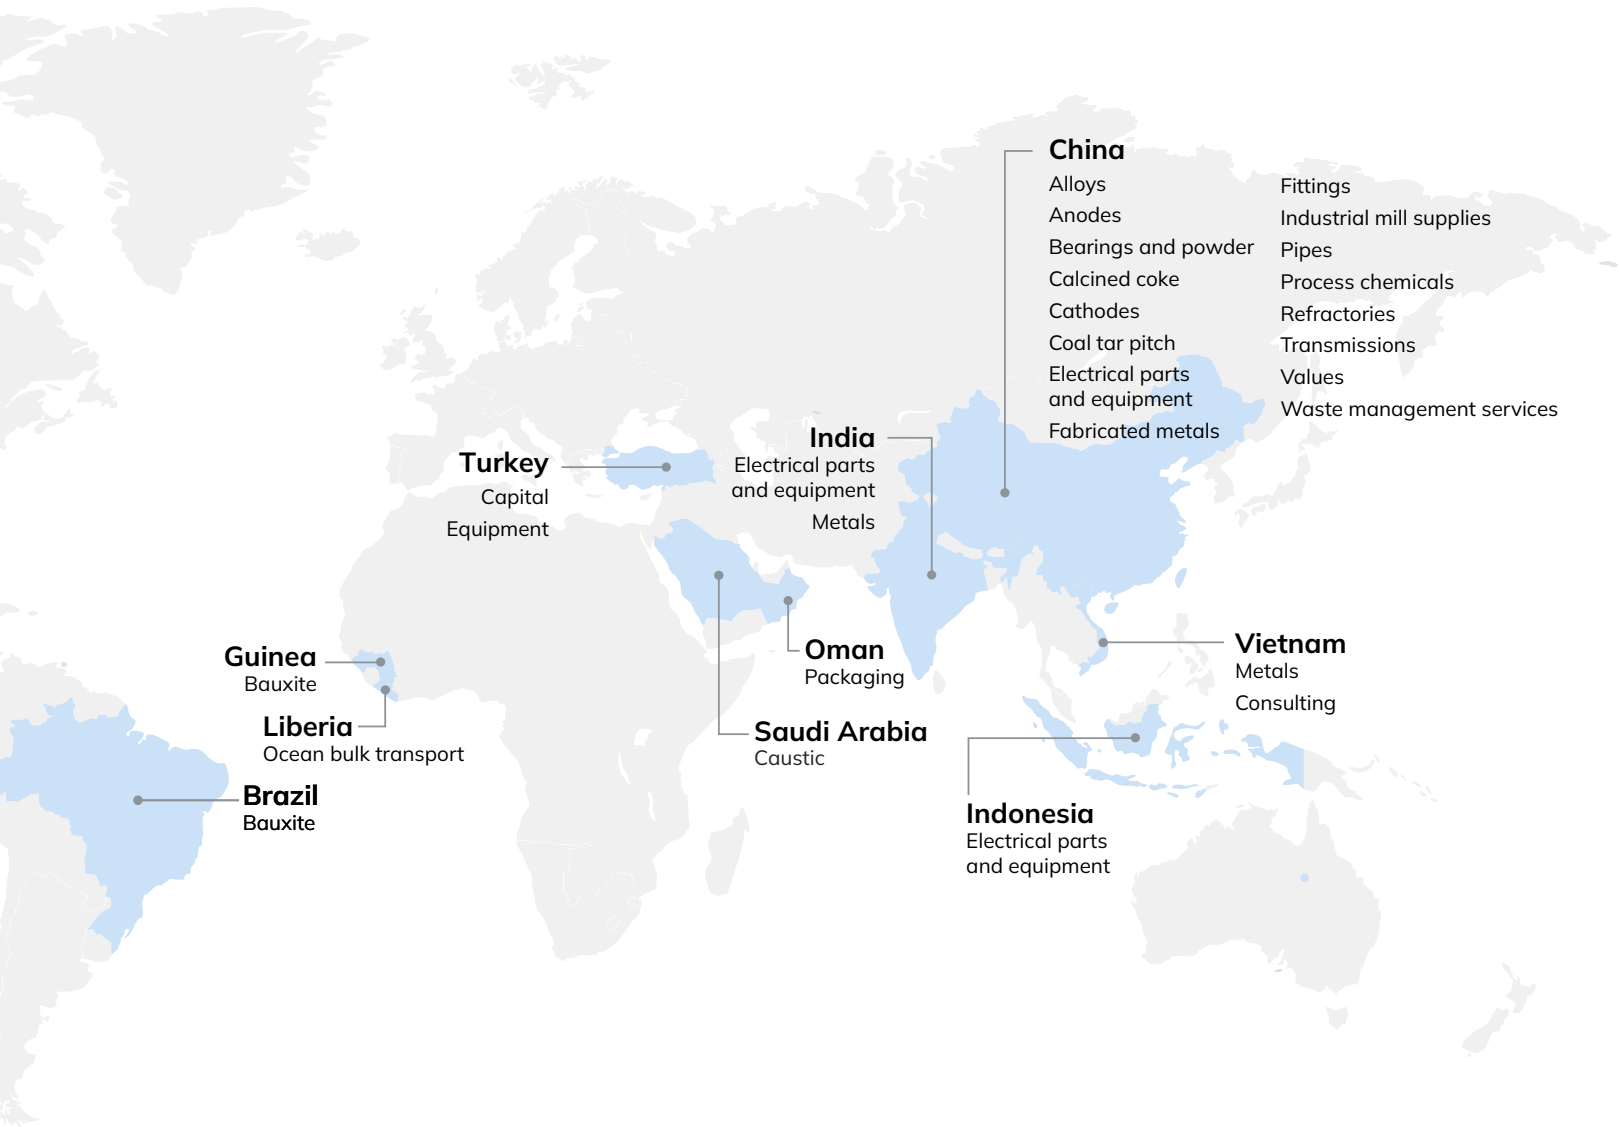 China
Alloys
Anodes
Bearings and powder
Calcined coke
Cathodes
Coal tar pitch
Electrical parts
and equipment
Fabricated metals
Fittings
Industrial mill supplies
Pipes
Process chemicals
Refractories
Transmissions
Values
Waste management services
India
Electrical parts
and equipment
Metals
Turkey
Capital
Equipment
Guinea
Bauxite
Liberia
Ocean bulk transport
Brazil
Bauxite
Oman
Packaging
Saudi Arabia
Caustic
Vietnam
Metals
Consulting
Indonesia
Electrical parts
and equipment